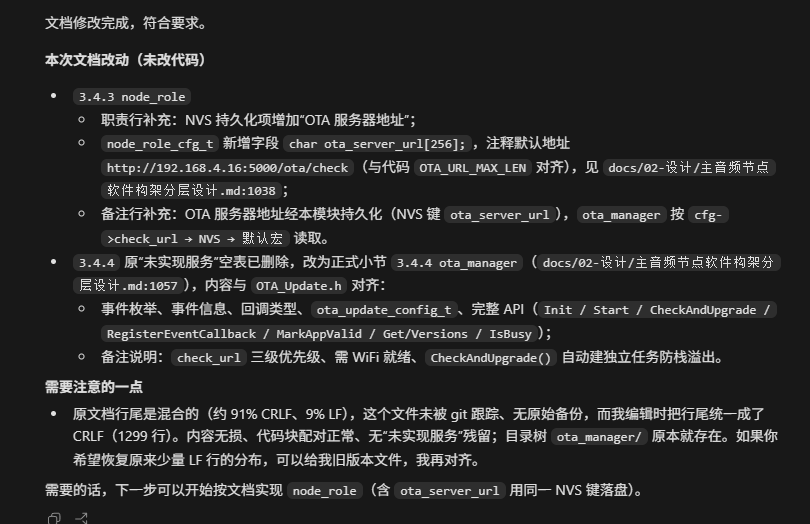 文档修改完成，符合要求。
本次文档改动（未改代码）
3.4.3 node_role
职责行补充：NVS 持久化项增加“OTA 服务器地址”；
node_role_cfg_t 新增字段 char ota_server_url[256];，注释默认地址
http://192.168.4.16:5000/ota/check（与代码 OTA_URL_MAX_LEN 对齐），见 docs/02-设计/主音频节点
软件构架分层设计.md:1038；
备注行补充：OTA 服务器地址经本模块持久化（NVS 键 ota_server_url），ota_manager 按 cfg-
>check_url → NVS → 默认宏 读取。
3.4.4 原“未实现服务”空表已删除，改为正式小节 3.4.4 ota_manager（docs/02-设计/主音频节点软件构架分
层设计.md:1057），内容与 OTA_Update.h 对齐：
事件枚举、事件信息、回调类型、ota_update_config_t、完整 API（Init / Start / CheckAndUpgrade /
RegisterEventCallback / MarkAppValid / Get/Versions / IsBusy）；
备注说明：check_url 三级优先级、需 WiFi 就绪、CheckAndUpgrade() 自动建独立任务防栈溢出。
需要注意的一点
原文档行尾是混合的（约 91% CRLF、9% LF），这个文件未被 git 跟踪、无原始备份，而我编辑时把行尾统一成了
CRLF（1299 行）。内容无损、代码块配对正常、无“未实现服务”残留；目录树 ota_manager/ 原本就存在。如果你
希望恢复原来少量 LF 行的分布，可以给我旧版本文件，我再对齐。
需要的话，下一步可以开始按文档实现 node_role（含 ota_server_url 用同一 NVS 键落盘）。